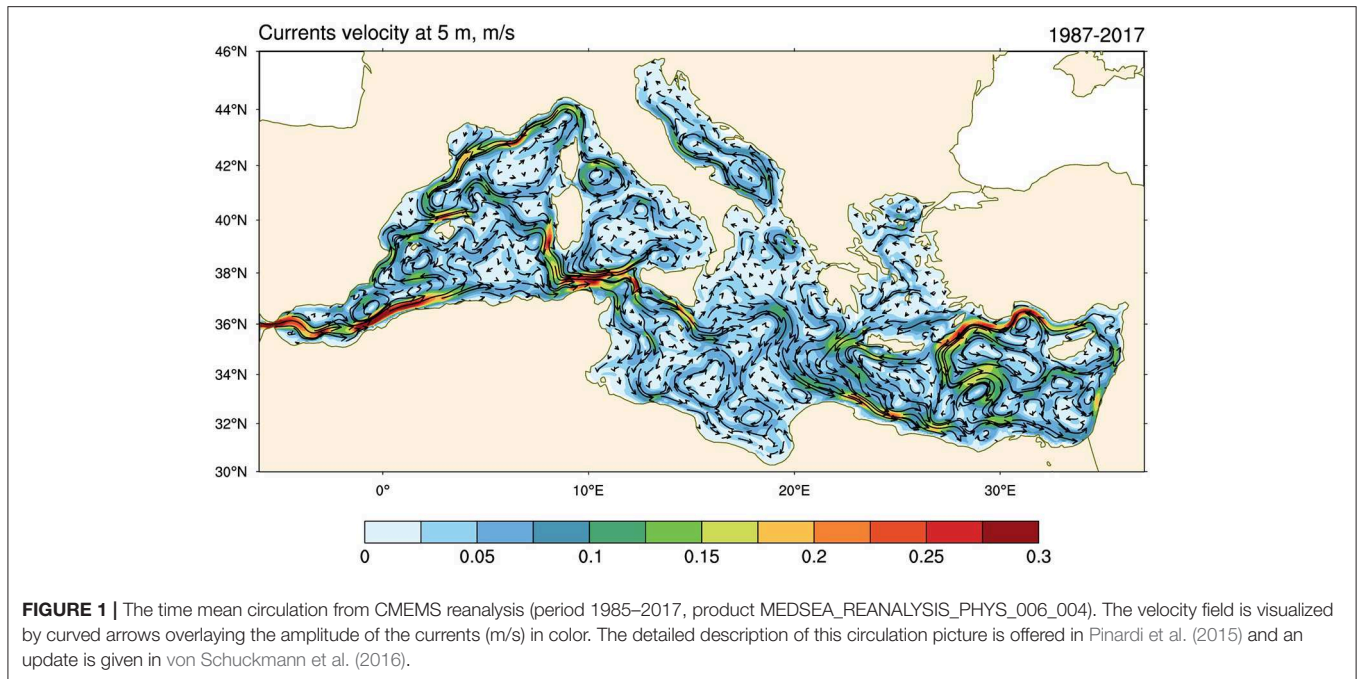 Currents velocity at 5 m, m/s 1987-2017
46°N
44°N
42°N
40°N
38°N
36°N
34°N
32°N
30°N
0° 10°E 20°E 30°E
0 0.05 0.1 0.15 0.2 0.25 0.3
FIGURE 1 | The time mean circulation from CMEMS reanalysis (period 1985–2017, product MEDSEA_REANALYSIS_PHYS_006_004). The velocity field is visualized
by curved arrows overlaying the amplitude of the currents (m/s) in color. The detailed description of this circulation picture is offered in Pinardi et al. (2015) and an
update is given in von Schuckmann et al. (2016).